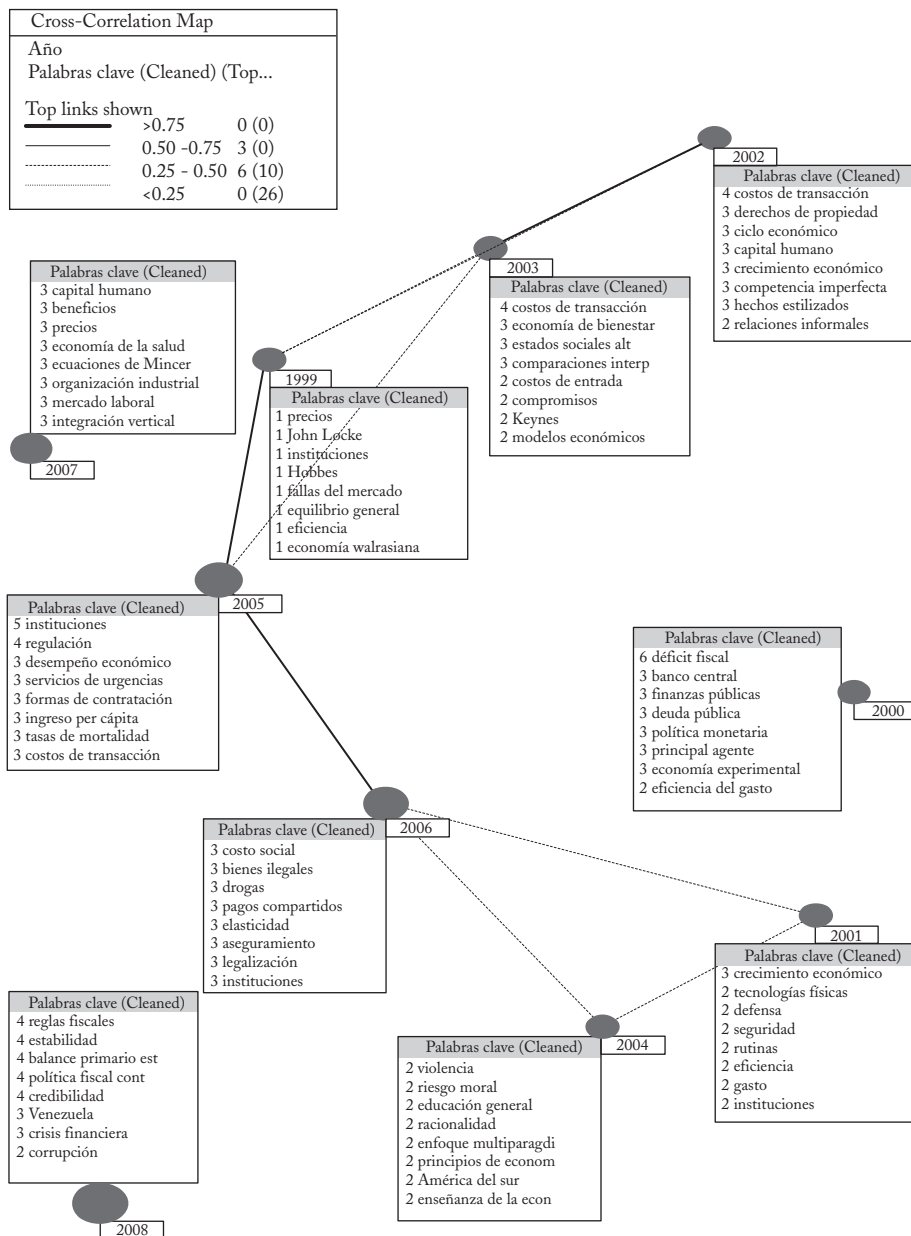 Cross-Correlation Map
Año
Palabras clave (Cleaned) (Top...
Top links shown
>0.75 0 (0)
0.50 -0.75 3 (0)
0.25 - 0.50 6 (10)
<0.25 0 (26)
2002
Palabras clave (Cleaned)
4 costos de transacción
3 derechos de propiedad
3 ciclo económico
3 capital humano
3 crecimiento económico
3 competencia imperfecta
3 hechos estilizados
2 relaciones informales
2003
Palabras clave (Cleaned)
4 costos de transacción
3 economía de bienestar
3 estados sociales alt
3 comparaciones interp
2 costos de entrada
2 compromisos
2 Keynes
2 modelos económicos
Palabras clave (Cleaned)
3 capital humano
3 beneficios
3 precios
3 economía de la salud
3 ecuaciones de Mincer
3 organización industrial
3 mercado laboral
3 integración vertical
2007
1999
Palabras clave (Cleaned)
1 precios
1 John Locke
1 instituciones
1 Hobbes
1 fallas del mercado
1 equilibrio general
1 eficiencia
1 economía walrasiana
2005
Palabras clave (Cleaned)
5 instituciones
4 regulación
3 desempeño económico
3 servicios de urgencias
3 formas de contratación
3 ingreso per cápita
3 tasas de mortalidad
3 costos de transacción
Palabras clave (Cleaned)
6 déficit fiscal
3 banco central
3 finanzas públicas
3 deuda pública
3 política monetaria
3 principal agente
3 economía experimental
2 eficiencia del gasto
2000
2006
Palabras clave (Cleaned)
3 costo social
3 bienes ilegales
3 drogas
3 pagos compartidos
3 elasticidad
3 aseguramiento
3 legalización
3 instituciones
2001
Palabras clave (Cleaned)
3 crecimiento económico
2 tecnologías físicas
2 defensa
2 seguridad
2 rutinas
2 eficiencia
2 gasto
2 instituciones
2004
Palabras clave (Cleaned)
2 violencia
2 riesgo moral
2 educación general
2 racionalidad
2 enfoque multiparagdi
2 principios de econom
2 América del sur
2 enseñanza de la econ
Palabras clave (Cleaned)
4 reglas fiscales
4 estabilidad
4 balance primario est
4 política fiscal cont
4 credibilidad
3 Venezuela
3 crisis financiera
2 corrupción
2008